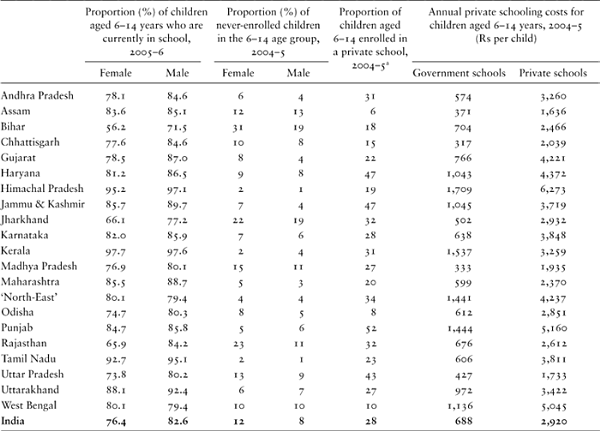 Proportion (%) of children aged 6–14 years who are currently in school, 2005–6 Proportion (%) of never-enrolled children in the 6–14 age group, 2004–5 Proportion of children aged 6–14 enrolled in a private school, 2004–5ᵃ Annual private schooling costs for children aged 6–14 years, 2004–5 (Rs per child)
Female Male Female Male Government schools Private schools
Andhra Pradesh 78.1 84.6 6 4 31 574 3,260
Assam 83.6 85.1 12 13 6 371 1,636
Bihar 56.2 71.5 31 19 18 704 2,466
Chhattisgarh 77.6 84.6 10 8 15 317 2,039
Gujarat 78.5 87.0 8 4 22 766 4,221
Haryana 81.2 86.5 9 8 47 1,043 4,372
Himachal Pradesh 95.2 97.1 2 1 19 1,709 6,273
Jammu & Kashmir 85.7 89.7 7 4 47 1,045 3,719
Jharkhand 66.1 77.2 22 19 32 502 2,932
Karnataka 82.0 85.9 7 6 28 638 3,848
Kerala 97.7 97.6 2 4 31 1,537 3,259
Madhya Pradesh 76.9 80.1 15 11 27 333 1,935
Maharashtra 85.5 88.7 5 3 20 599 2,370
‘North-East’ 80.1 79.4 4 4 34 1,441 4,237
Odisha 74.7 80.3 8 5 8 612 2,851
Punjab 84.7 85.8 5 6 52 1,444 5,160
Rajasthan 65.9 84.2 23 11 32 676 2,612
Tamil Nadu 92.7 95.1 2 1 23 606 3,811
Uttar Pradesh 73.8 80.2 13 9 43 427 1,733
Uttarakhand 88.1 92.4 6 7 27 972 3,422
West Bengal 80.1 79.4 10 10 10 1,136 5,045
India 76.4 82.6 12 8 28 688 2,920